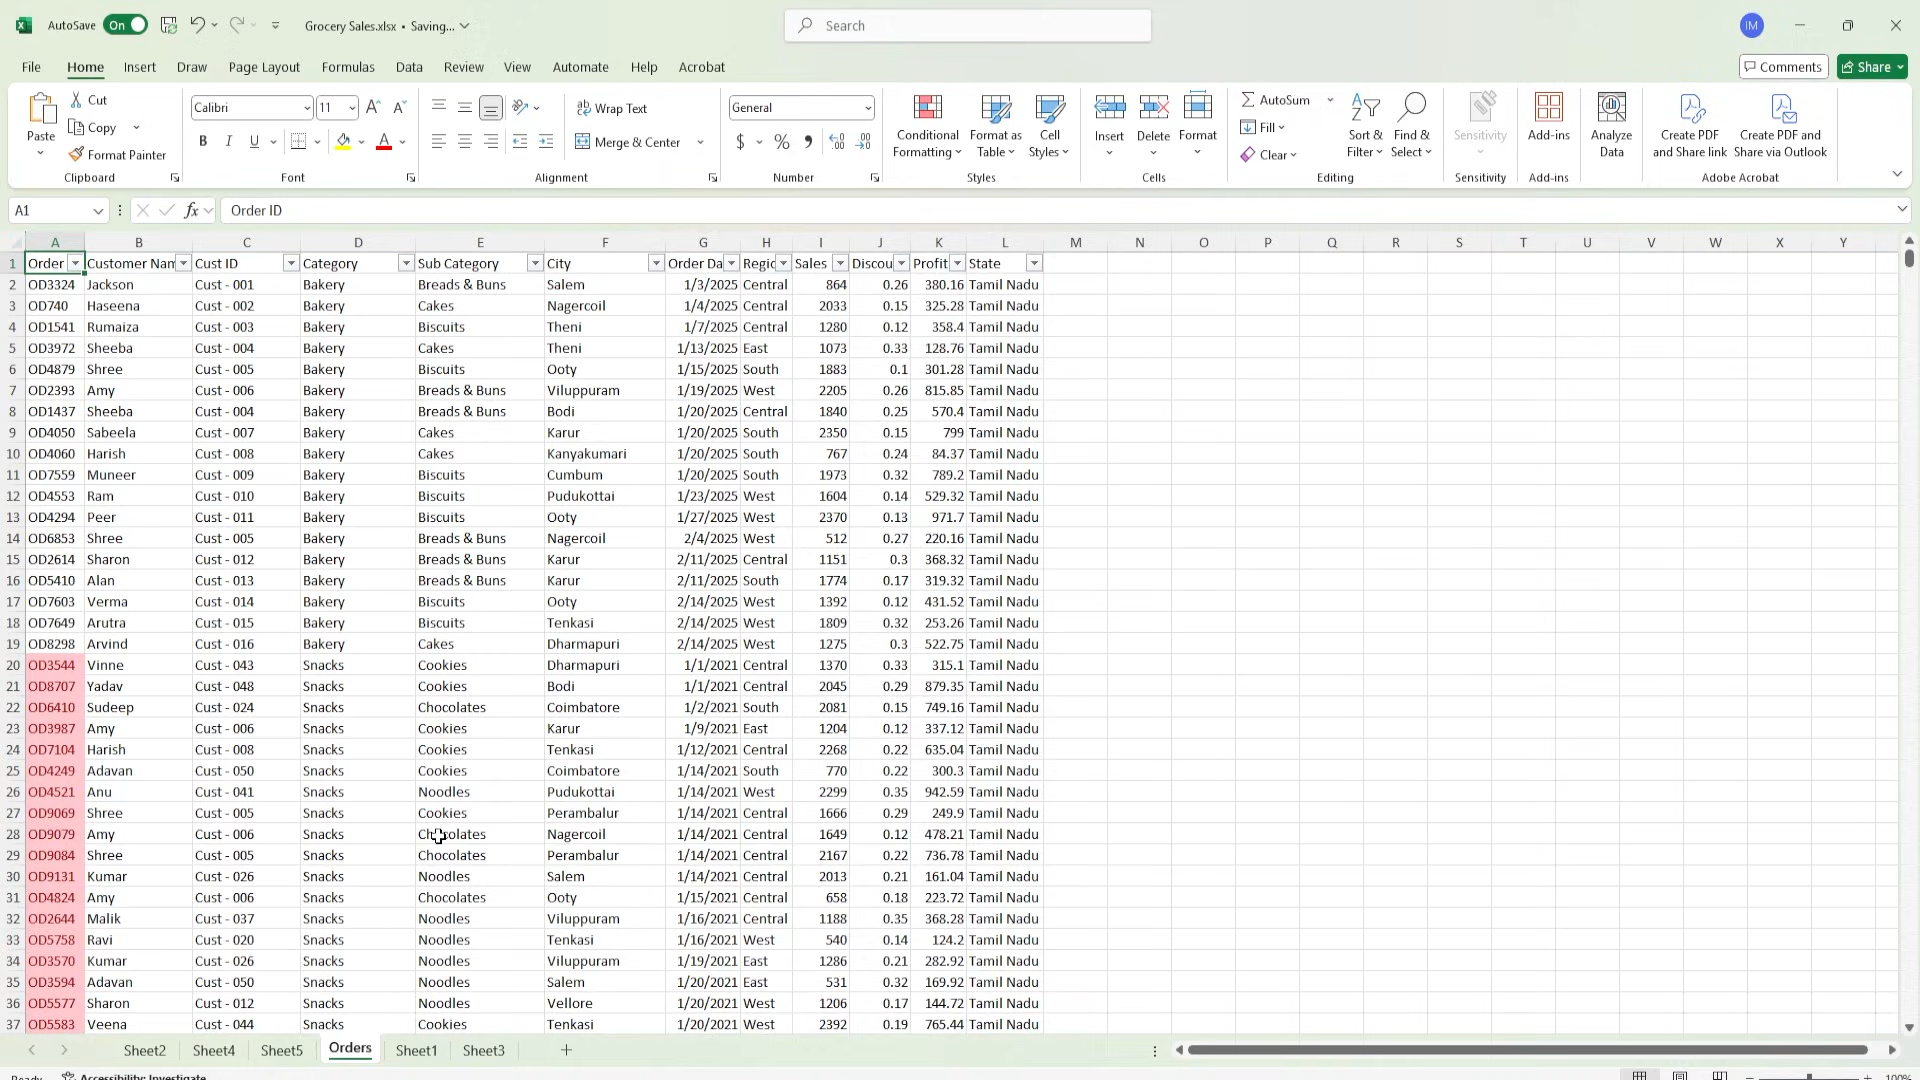 AutoSave On Grocery Sales.xlsx • Saving... Search IM
File Home Insert Draw Page Layout Formulas Data Review View Automate Help Acrobat Comments Share
Paste Cut Copy Format Painter Clipboard
Calibri 11 B I U Font
Wrap Text Merge & Center Alignment
General $ % Number
Conditional Formatting Format as Table Cell Styles Styles
Insert Delete Format Cells
AutoSum Fill Clear Sort & Filter Find & Select Editing
Sensitivity Sensitivity
Add-ins Add-ins
Analyze Data
Create PDF and Share link Create PDF and Share via Outlook Adobe Acrobat
A1 fx Order ID
A B C D E F G H I J K L M N O P Q R S T U V W X Y
1 Order Customer Nam Cust ID Category Sub Category City Order Da Regio Sales Discou Profit State
2 OD3324 Jackson Cust - 001 Bakery Breads & Buns Salem 1/3/2025 Central 864 0.26 380.16 Tamil Nadu
3 OD740 Haseena Cust - 002 Bakery Cakes Nagercoil 1/4/2025 Central 2033 0.15 325.28 Tamil Nadu
4 OD1541 Rumaiza Cust - 003 Bakery Biscuits Theni 1/7/2025 Central 1280 0.12 358.4 Tamil Nadu
5 OD3972 Sheeba Cust - 004 Bakery Cakes Theni 1/13/2025 East 1073 0.33 128.76 Tamil Nadu
6 OD4879 Shree Cust - 005 Bakery Biscuits Ooty 1/15/2025 South 1883 0.1 301.28 Tamil Nadu
7 OD2393 Amy Cust - 006 Bakery Breads & Buns Viluppuram 1/19/2025 West 2205 0.26 815.85 Tamil Nadu
8 OD1437 Sheeba Cust - 004 Bakery Breads & Buns Bodi 1/20/2025 Central 1840 0.25 570.4 Tamil Nadu
9 OD4050 Sabeela Cust - 007 Bakery Cakes Karur 1/20/2025 South 2350 0.15 799 Tamil Nadu
10 OD4060 Harish Cust - 008 Bakery Cakes Kanyakumari 1/20/2025 South 767 0.24 84.37 Tamil Nadu
11 OD7559 Muneer Cust - 009 Bakery Biscuits Cumbum 1/20/2025 South 1973 0.32 789.2 Tamil Nadu
12 OD4553 Ram Cust - 010 Bakery Biscuits Pudukottai 1/23/2025 West 1604 0.14 529.32 Tamil Nadu
13 OD4294 Peer Cust - 011 Bakery Biscuits Ooty 1/27/2025 West 2370 0.13 971.7 Tamil Nadu
14 OD6853 Shree Cust - 005 Bakery Breads & Buns Nagercoil 2/4/2025 West 512 0.27 220.16 Tamil Nadu
15 OD2614 Sharon Cust - 012 Bakery Breads & Buns Karur 2/11/2025 Central 1151 0.3 368.32 Tamil Nadu
16 OD5410 Alan Cust - 013 Bakery Breads & Buns Karur 2/11/2025 South 1774 0.17 319.32 Tamil Nadu
17 OD7603 Verma Cust - 014 Bakery Biscuits Ooty 2/14/2025 West 1392 0.12 431.52 Tamil Nadu
18 OD7649 Arutra Cust - 015 Bakery Biscuits Tenkasi 2/14/2025 West 1809 0.32 253.26 Tamil Nadu
19 OD8298 Arvind Cust - 016 Bakery Cakes Dharmapuri 2/14/2025 West 1275 0.3 522.75 Tamil Nadu
20 OD3544 Vinne Cust - 043 Snacks Cookies Dharmapuri 1/1/2021 Central 1370 0.33 315.1 Tamil Nadu
21 OD8707 Yadav Cust - 048 Snacks Cookies Bodi 1/1/2021 Central 2045 0.29 879.35 Tamil Nadu
22 OD6410 Sudeep Cust - 024 Snacks Chocolates Coimbatore 1/2/2021 South 2081 0.15 749.16 Tamil Nadu
23 OD3987 Amy Cust - 006 Snacks Cookies Karur 1/9/2021 East 1204 0.12 337.12 Tamil Nadu
24 OD7104 Harish Cust - 008 Snacks Cookies Tenkasi 1/12/2021 Central 2268 0.22 635.04 Tamil Nadu
25 OD4249 Adavan Cust - 050 Snacks Cookies Coimbatore 1/14/2021 South 770 0.22 300.3 Tamil Nadu
26 OD4521 Anu Cust - 041 Snacks Noodles Pudukottai 1/14/2021 West 2299 0.35 942.59 Tamil Nadu
27 OD9069 Shree Cust - 005 Snacks Cookies Perambalur 1/14/2021 Central 1666 0.29 249.9 Tamil Nadu
28 OD9079 Amy Cust - 006 Snacks Chocolates Nagercoil 1/14/2021 Central 1649 0.12 478.21 Tamil Nadu
29 OD9084 Shree Cust - 005 Snacks Chocolates Perambalur 1/14/2021 Central 2167 0.22 736.78 Tamil Nadu
30 OD9131 Kumar Cust - 026 Snacks Noodles Salem 1/14/2021 Central 2013 0.21 161.04 Tamil Nadu
31 OD4824 Amy Cust - 006 Snacks Chocolates Ooty 1/15/2021 Central 658 0.18 223.72 Tamil Nadu
32 OD2644 Malik Cust - 037 Snacks Noodles Viluppuram 1/16/2021 Central 1188 0.35 368.28 Tamil Nadu
33 OD5758 Ravi Cust - 020 Snacks Noodles Tenkasi 1/16/2021 West 540 0.14 124.2 Tamil Nadu
34 OD3570 Kumar Cust - 026 Snacks Noodles Viluppuram 1/19/2021 East 1286 0.21 282.92 Tamil Nadu
35 OD3594 Adavan Cust - 050 Snacks Noodles Salem 1/20/2021 East 531 0.32 169.92 Tamil Nadu
36 OD5577 Sharon Cust - 012 Snacks Noodles Vellore 1/20/2021 West 1206 0.17 144.72 Tamil Nadu
37 OD5583 Veena Cust - 044 Snacks Cookies Tenkasi 1/20/2021 West 2392 0.19 765.44 Tamil Nadu
Sheet2 Sheet4 Sheet5 Orders Sheet1 Sheet3
Ready Accessibility: Investigate 100%